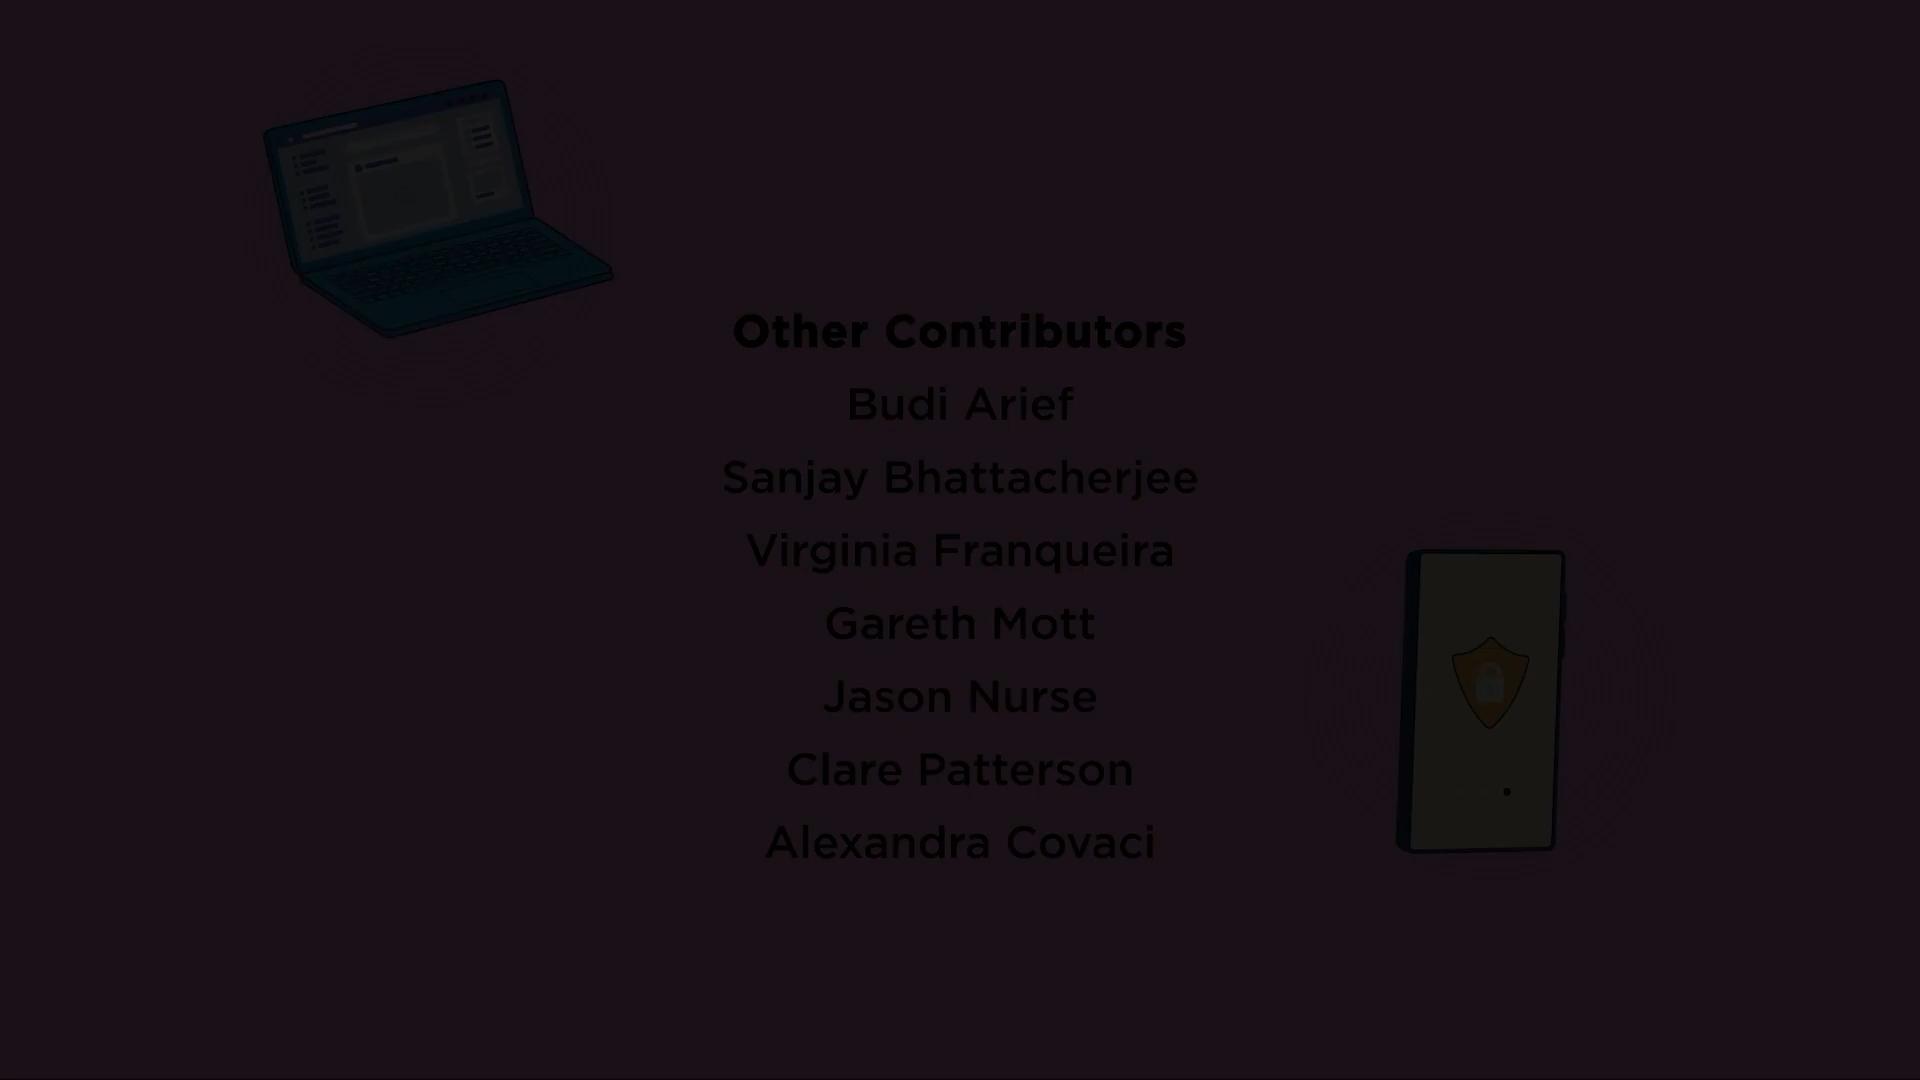 Other Contributors
Budi Arief
Sanjay Bhattacherjee
Virginia Franqueira
Gareth Mott
Jason Nurse
Clare Patterson
Alexandra Covaci